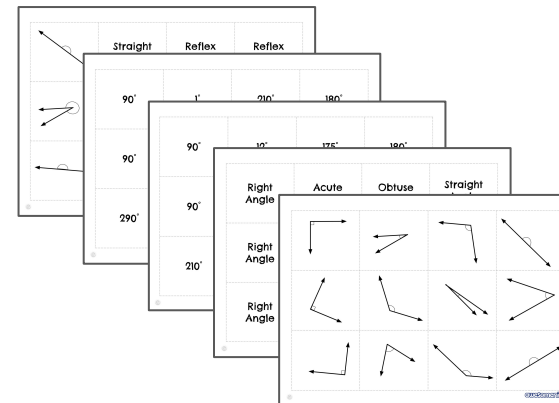 Straight
Reflex
Reflex
90°
1°
210°
180°
90°
290°
90°
12°
175°
180°
90°
210°
Right
Angle
Acute
Obtuse
Straight
Right
Angle
Right
Angle